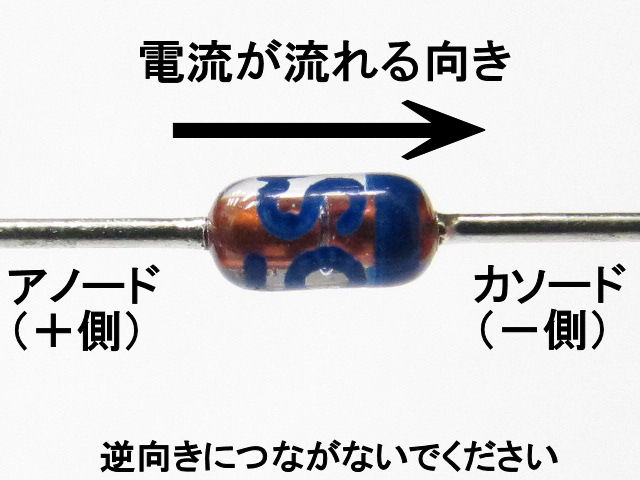 電流が流れる向き
アノード
（＋側）
カソード
（－側）
逆向きにつながないでください